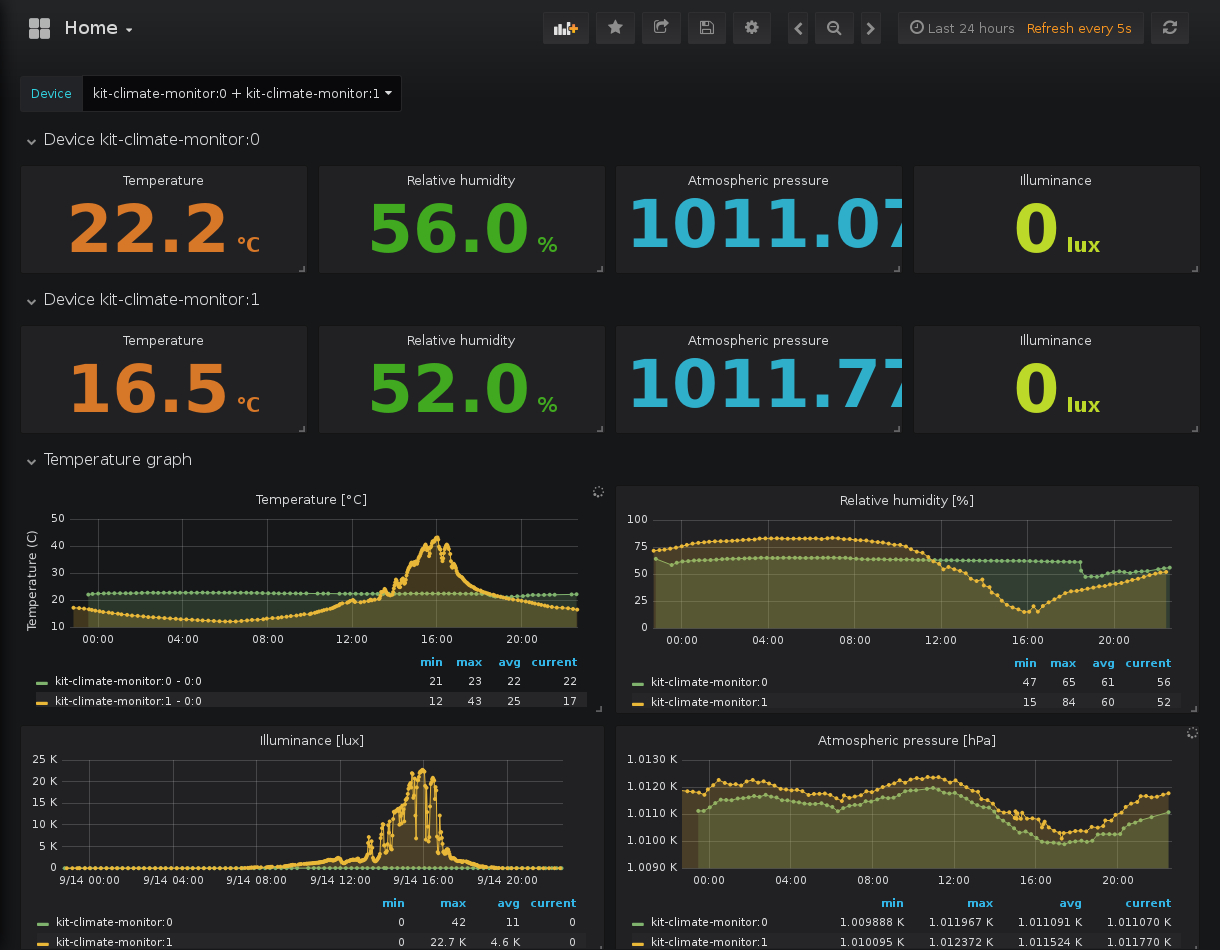 Home
Last 24 hours Refresh every 5s
Device kit-climate-monitor:0 + kit-climate-monitor:1
Device kit-climate-monitor:0
Temperature Relative humidity Atmospheric pressure Illuminance
22.2 °C 56.0 % 1011.07 0 lux
Device kit-climate-monitor:1
Temperature Relative humidity Atmospheric pressure Illuminance
16.5 °C 52.0 % 1011.77 0 lux
Temperature graph
Temperature [°C]
Temperature (C)
50
40
30
20
10
00:00 04:00 08:00 12:00 16:00 20:00
min max avg current
kit-climate-monitor:0 - 0:0 21 23 22 22
kit-climate-monitor:1 - 0:0 12 43 25 17
Relative humidity [%]
100
75
50
25
0
00:00 04:00 08:00 12:00 16:00 20:00
min max avg current
kit-climate-monitor:0 47 65 61 56
kit-climate-monitor:1 15 84 60 52
Illuminance [lux]
25 K
20 K
15 K
10 K
5 K
0
9/14 00:00 9/14 04:00 9/14 08:00 9/14 12:00 9/14 16:00 9/14 20:00
min max avg current
kit-climate-monitor:0 0 42 11 0
kit-climate-monitor:1 0 22.7 K 4.6 K 0
Atmospheric pressure [hPa]
1.0130 K
1.0120 K
1.0110 K
1.0100 K
1.0090 K
00:00 04:00 08:00 12:00 16:00 20:00
min max avg current
kit-climate-monitor:0 1.009888 K 1.011967 K 1.011091 K 1.011070 K
kit-climate-monitor:1 1.010095 K 1.012372 K 1.011524 K 1.011770 K